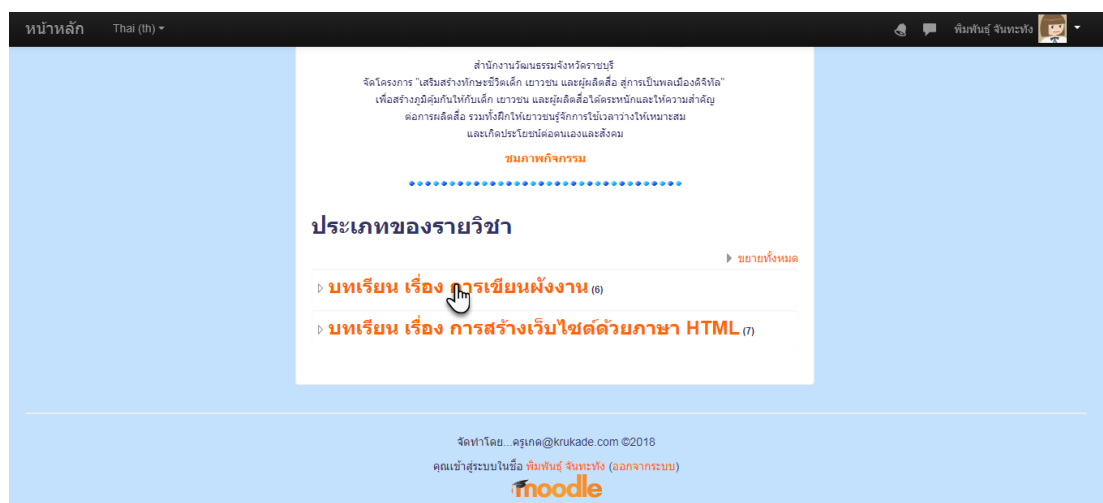 หน้าหลัก Thai (th) พิมพันธุ์ จันทะทัง
สำนักงานวัฒนธรรมจังหวัดราชบุรี
จัดโครงการ "เสริมสร้างทักษะชีวิตเด็ก เยาวชน และผู้ผลิตสื่อ สู่การเป็นพลเมืองดิจิทัล"
เพื่อสร้างภูมิคุ้มกันให้กับเด็ก เยาวชน และผู้ผลิตสื่อได้ตระหนักและให้ความสำคัญ
ต่อการผลิตสื่อ รวมทั้งฝึกให้เยาวชนรู้จักการใช้เวลาว่างให้เหมาะสม
และเกิดประโยชน์ต่อตนเองและสังคม
ชมภาพกิจกรรม
ประเภทของรายวิชา
ขยายทั้งหมด
บทเรียน เรื่อง การเขียนผังงาน (6)
บทเรียน เรื่อง การสร้างเว็บไซต์ด้วยภาษา HTML (7)
จัดทำโดย...ครูเกด@krukade.com ©2018
คุณเข้าสู่ระบบในชื่อ พิมพันธุ์ จันทะทัง (ออกจากระบบ)
moodle